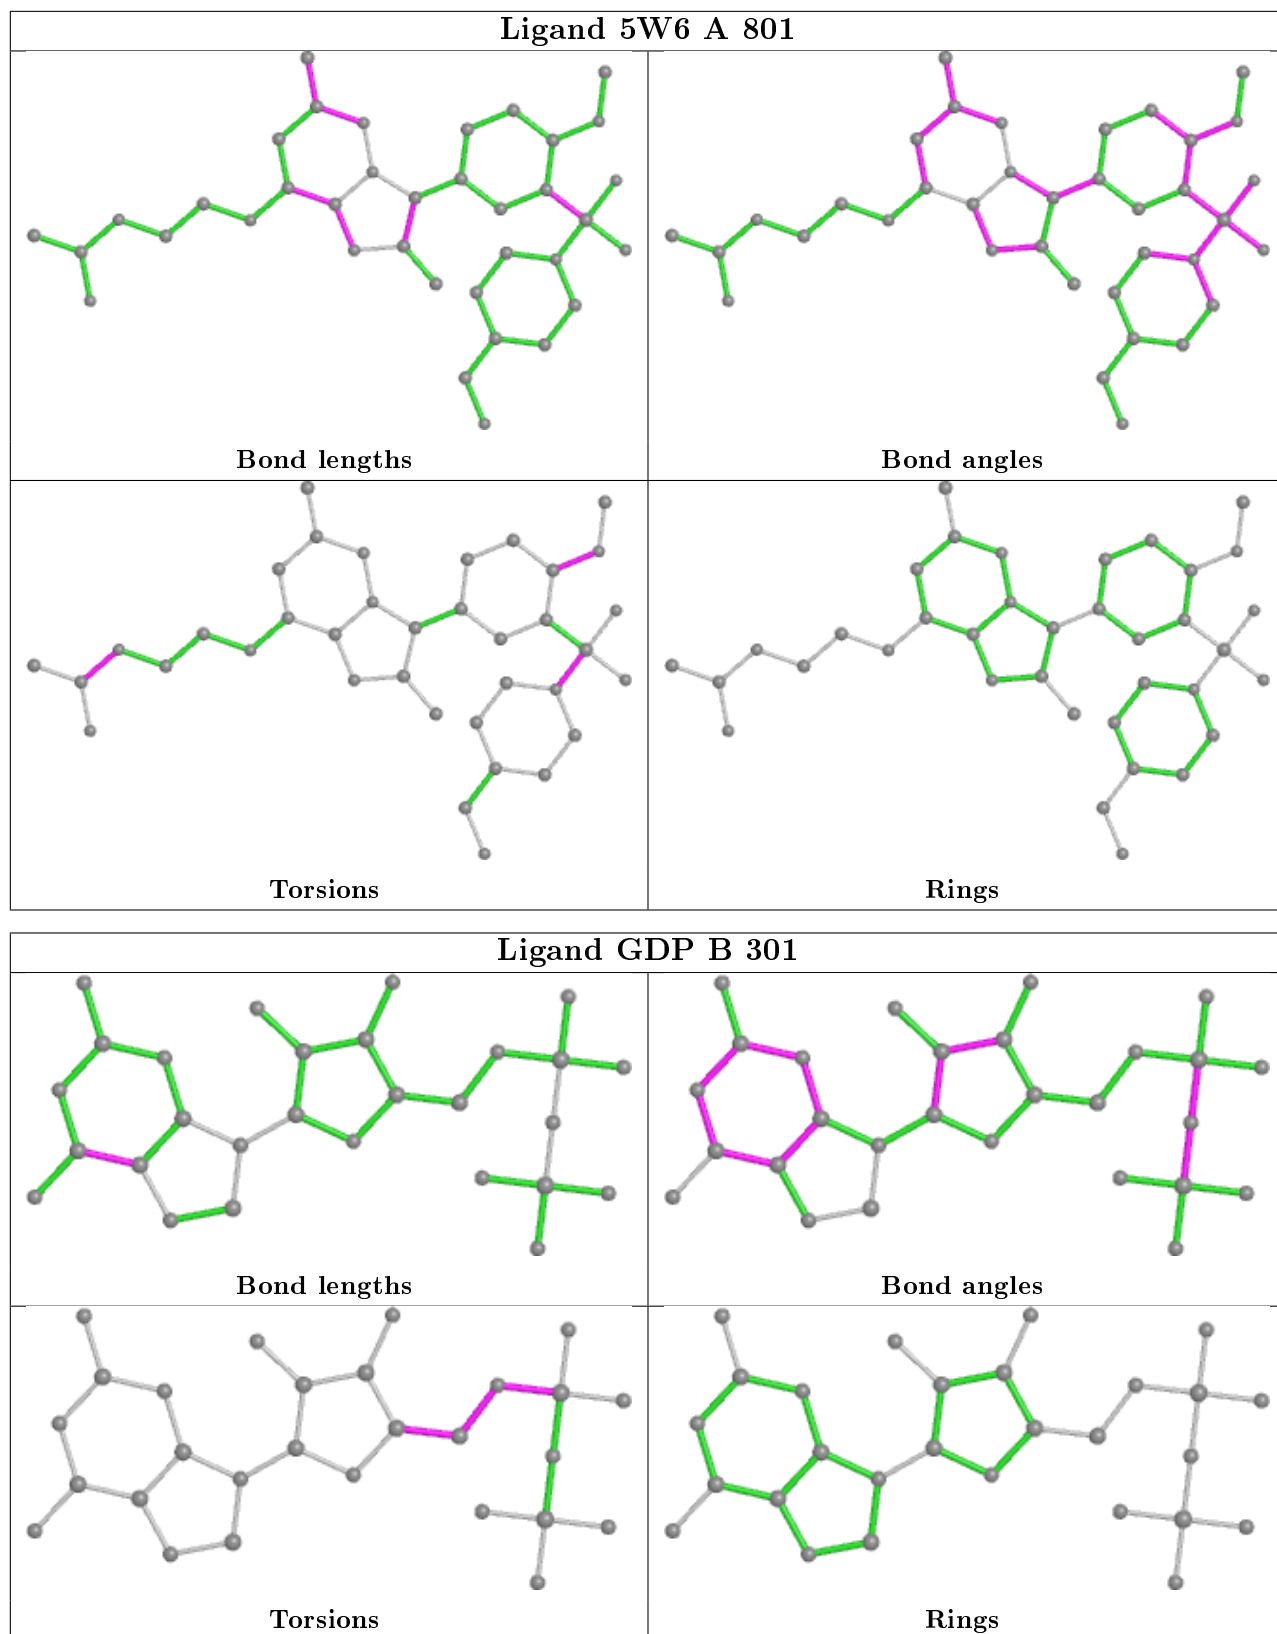 Ligand 5W6 A 801
Bond lengths
Bond angles
Torsions
Rings
Ligand GDP B 301
Bond lengths
Bond angles
Torsions
Rings